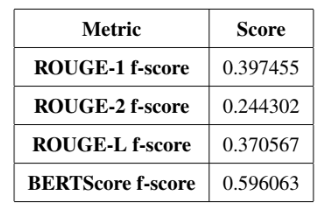 Metric Score
ROUGE-1 f-score 0.397455
ROUGE-2 f-score 0.244302
ROUGE-L f-score 0.370567
BERTScore f-score 0.596063